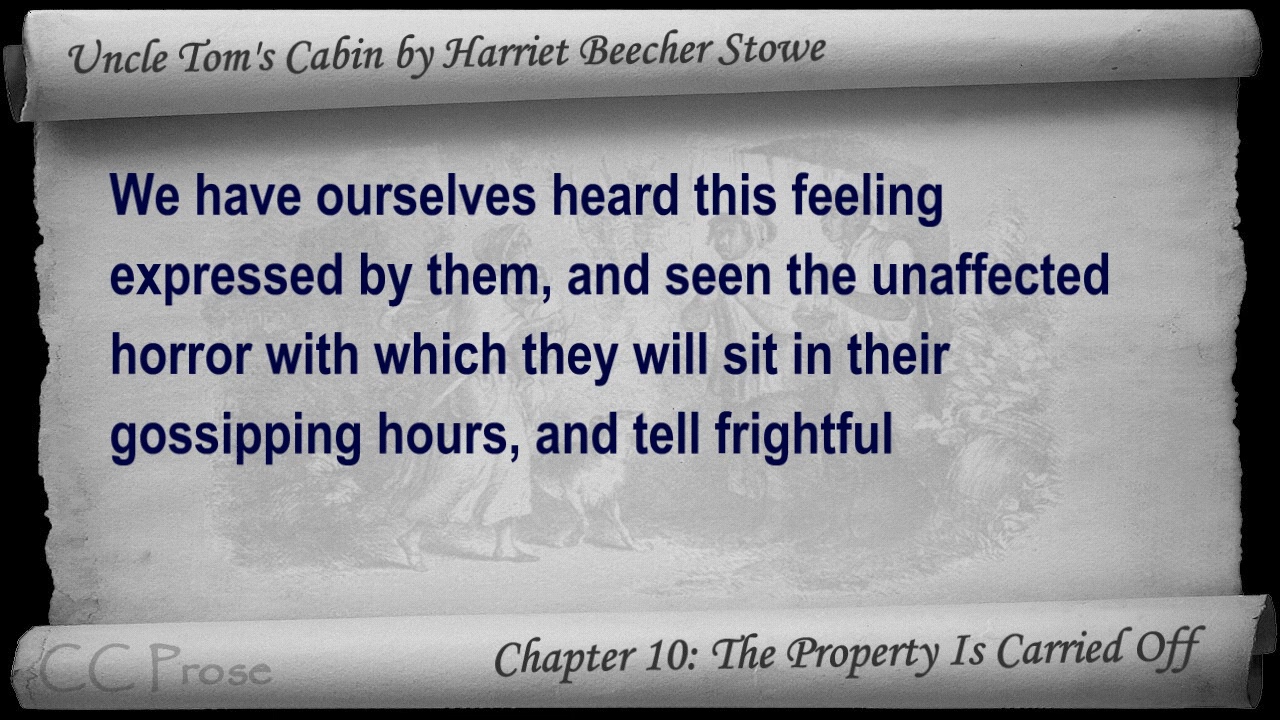 Uncle Tom's Cabin by Harriet Beecher Stowe
We have ourselves heard this feeling
expressed by them, and seen the unaffected
horror with which they will sit in their
gossipping hours, and tell frightful
CC Prose
Chapter 10: The Property Is Carried Off